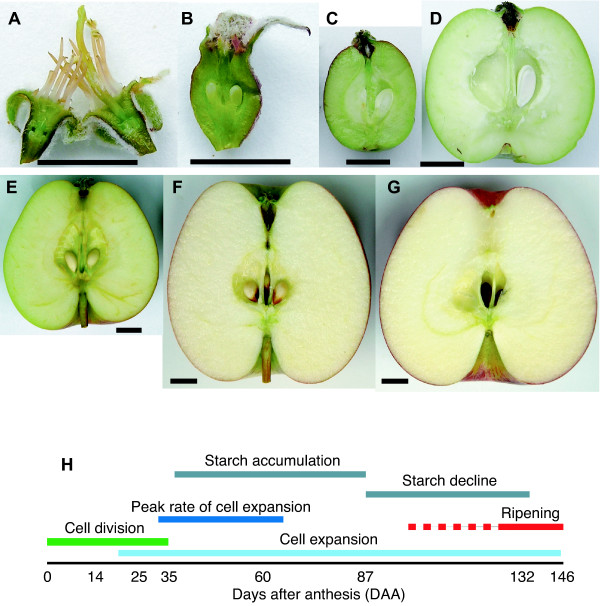 A
B
C
D
E
F
G
H
Starch accumulation
Starch decline
Peak rate of cell expansion
Ripening
Cell division
Cell expansion
0 14 25 35 60 87 132 146
Days after anthesis (DAA)